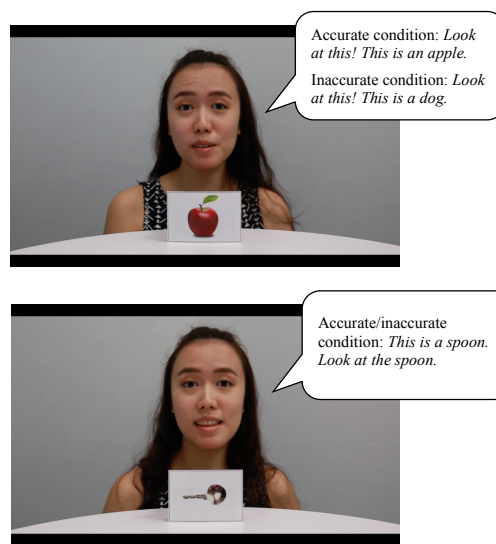 Accurate condition: Look
at this! This is an apple.
Inaccurate condition: Look
at this! This is a dog.
Accurate/inaccurate
condition: This is a spoon.
Look at the spoon.